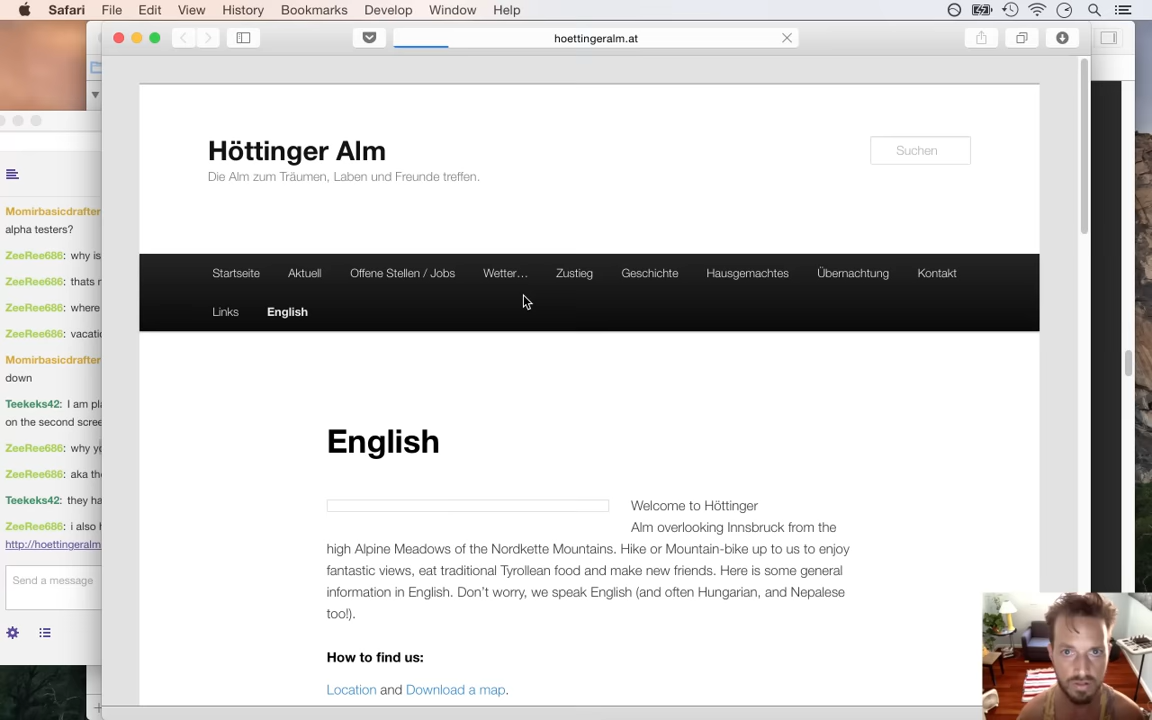 Safari File Edit View History Bookmarks Develop Window Help
hoettingeralm.at
Höttinger Alm
Suchen
Die Alm zum Träumen, Laben und Freunde treffen.
Startseite Aktuell Offene Stellen / Jobs Wetter... Zustieg Geschichte Hausgemachtes Übernachtung Kontakt
Links English
English
Welcome to Höttinger
Alm overlooking Innsbruck from the
high Alpine Meadows of the Nordkette Mountains. Hike or Mountain-bike up to us to enjoy
fantastic views, eat traditional Tyrollean food and make new friends. Here is some general
information in English. Don't worry, we speak English (and often Hungarian, and Nepalese
too!).
How to find us:
Location and Download a map.
Momirbasicdrafter
alpha testers?
ZeeRee686: why is
ZeeRee686: thats
ZeeRee686: where
ZeeRee686:
Momirbasicdrafter
down
Teekeks42: I am
on the second
ZeeRee686: why
ZeeRee686: aka
Teekeks42: they
ZeeRee686: i also
http://hoettingeralm
Send a message